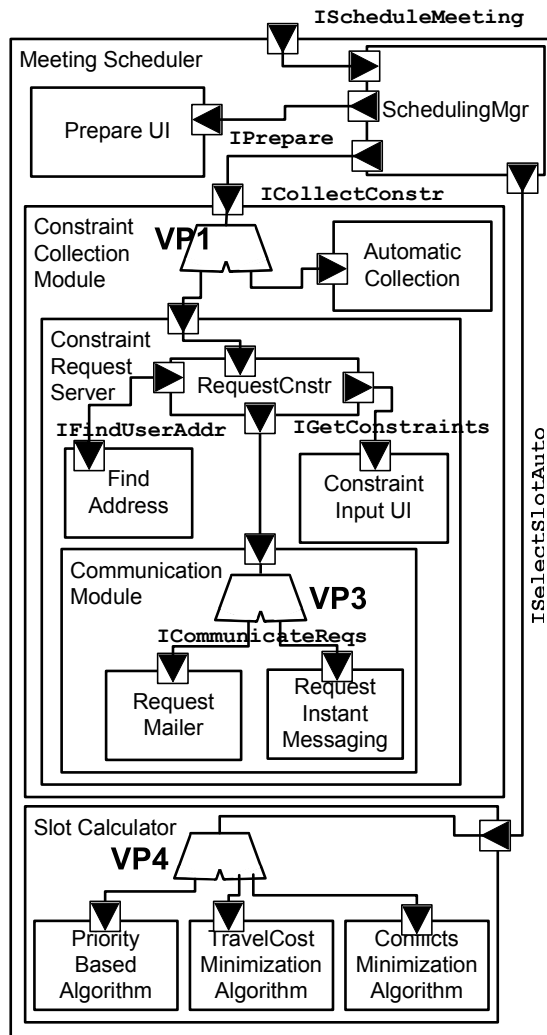 IScheduleMeeting
Meeting Scheduler
SchedulingMgr
Prepare UI
IPrepare
ICollectConstr
Constraint
Collection
Module
VP1
Automatic
Collection
Constraint
Request
Server
RequestCnstr
IFindUserAddr
IGetConstraints
Find
Address
Constraint
Input UI
ISelectSlotAuto
Communication
Module
VP3
ICommunicateReqs
Request
Mailer
Request
Instant
Messaging
Slot Calculator
VP4
Priority
Based
Algorithm
TravelCost
Minimization
Algorithm
Conflicts
Minimization
Algorithm